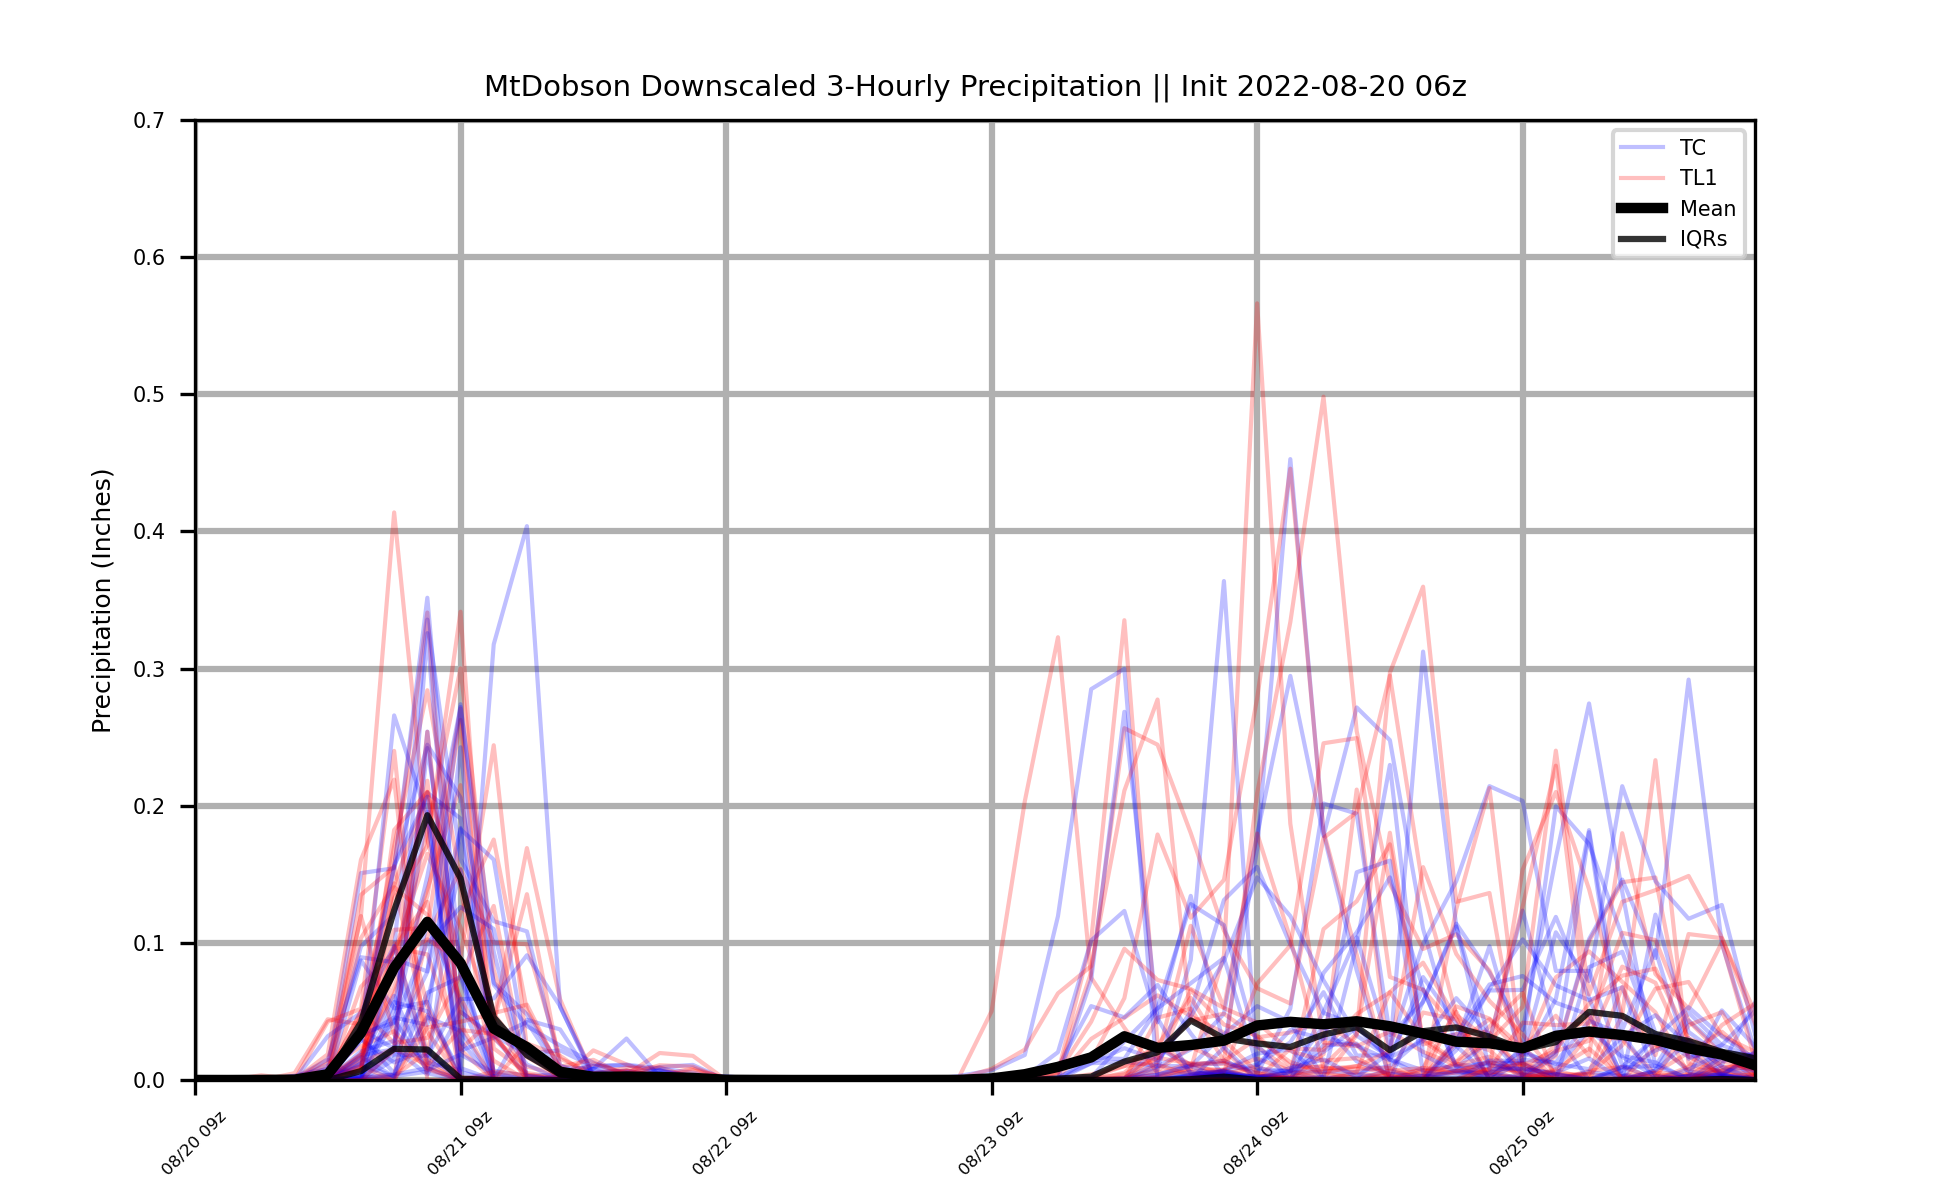 MtDobson Downscaled 3-Hourly Precipitation || Init 2022-08-20 06z
Precipitation (Inches)
0.7
0.6
0.5
0.4
0.3
0.2
0.1
0.0
TC
TL1
Mean
IQRs
08/20 09z
08/21 09z
08/22 09z
08/23 09z
08/24 09z
08/25 09z